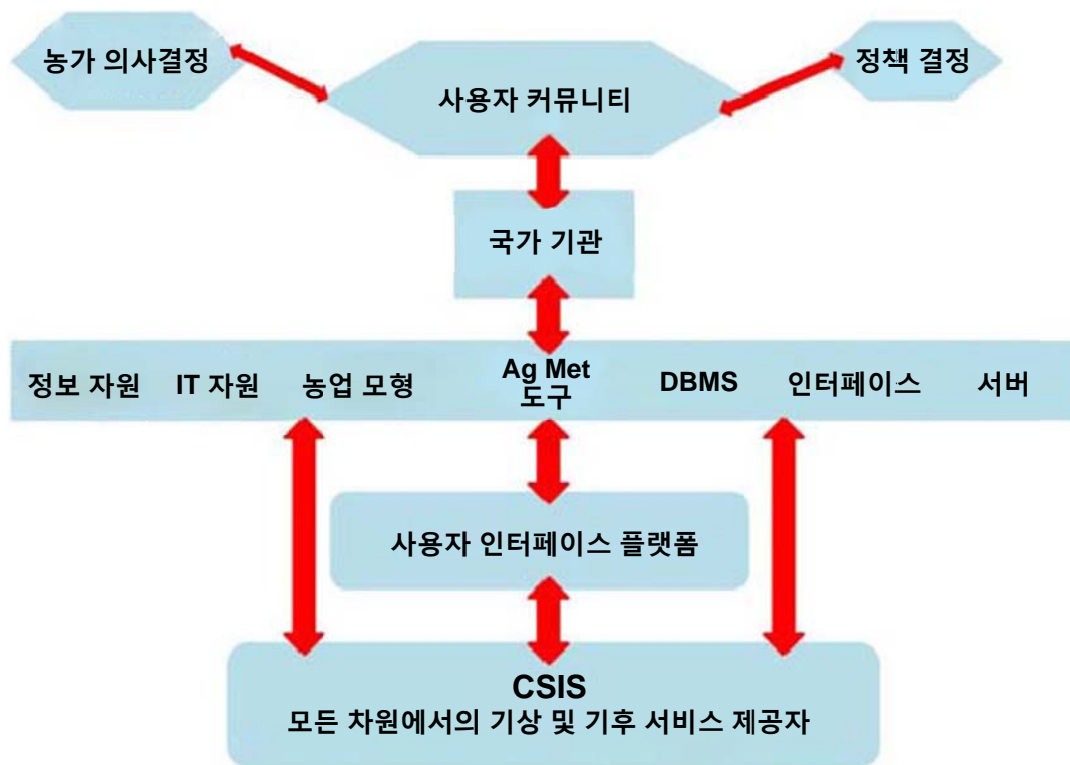 농가 의사결정
사용자 커뮤니티
정책 결정
국가 기관
정보 자원
IT 자원
농업 모형
Ag Met
도구
DBMS
인터페이스
서버
사용자 인터페이스 플랫폼
CSIS
모든 차원에서의 기상 및 기후 서비스 제공자